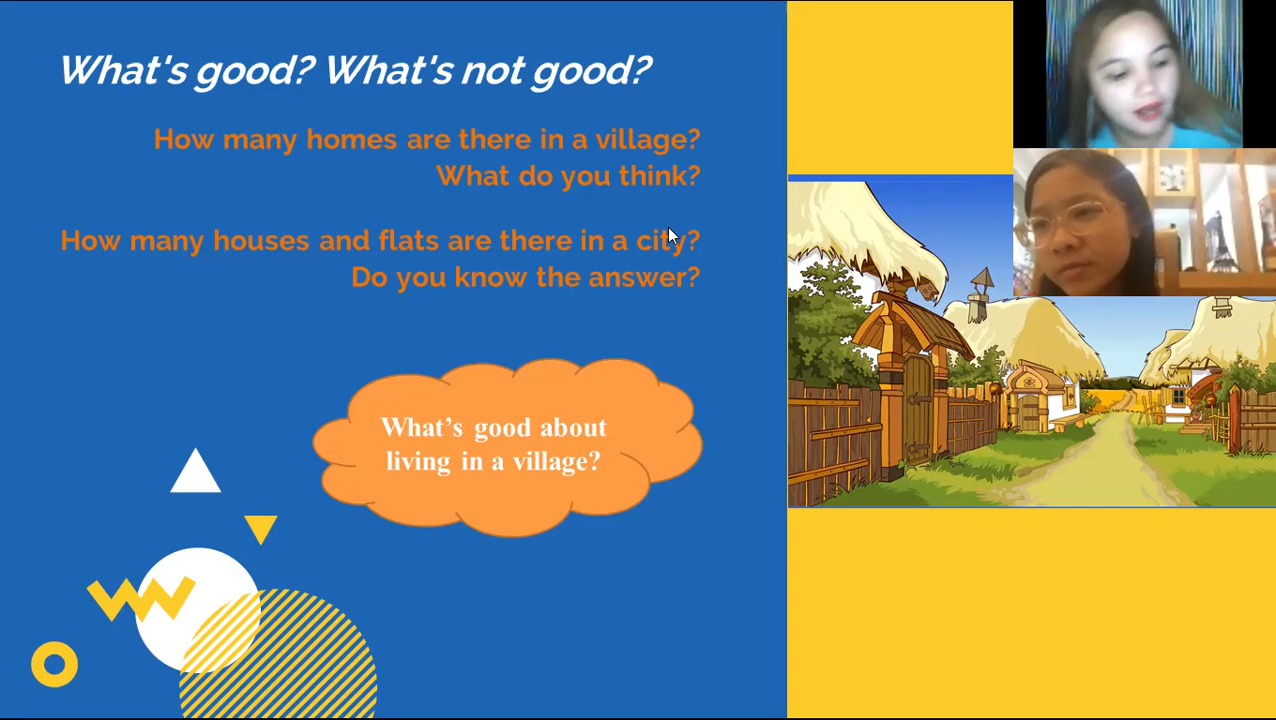 What's good? What's not good?
How many homes are there in a village?
What do you think?
How many houses and flats are there in a city?
Do you know the answer?
What’s good about
living in a village?